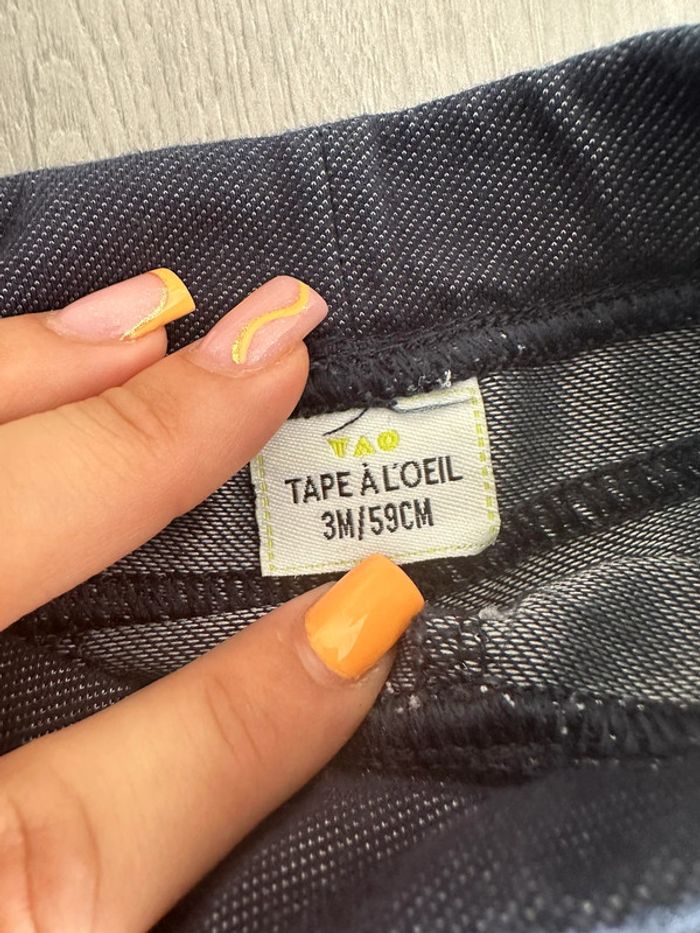 TAO
TAPE À L'OEIL
3M/59CM